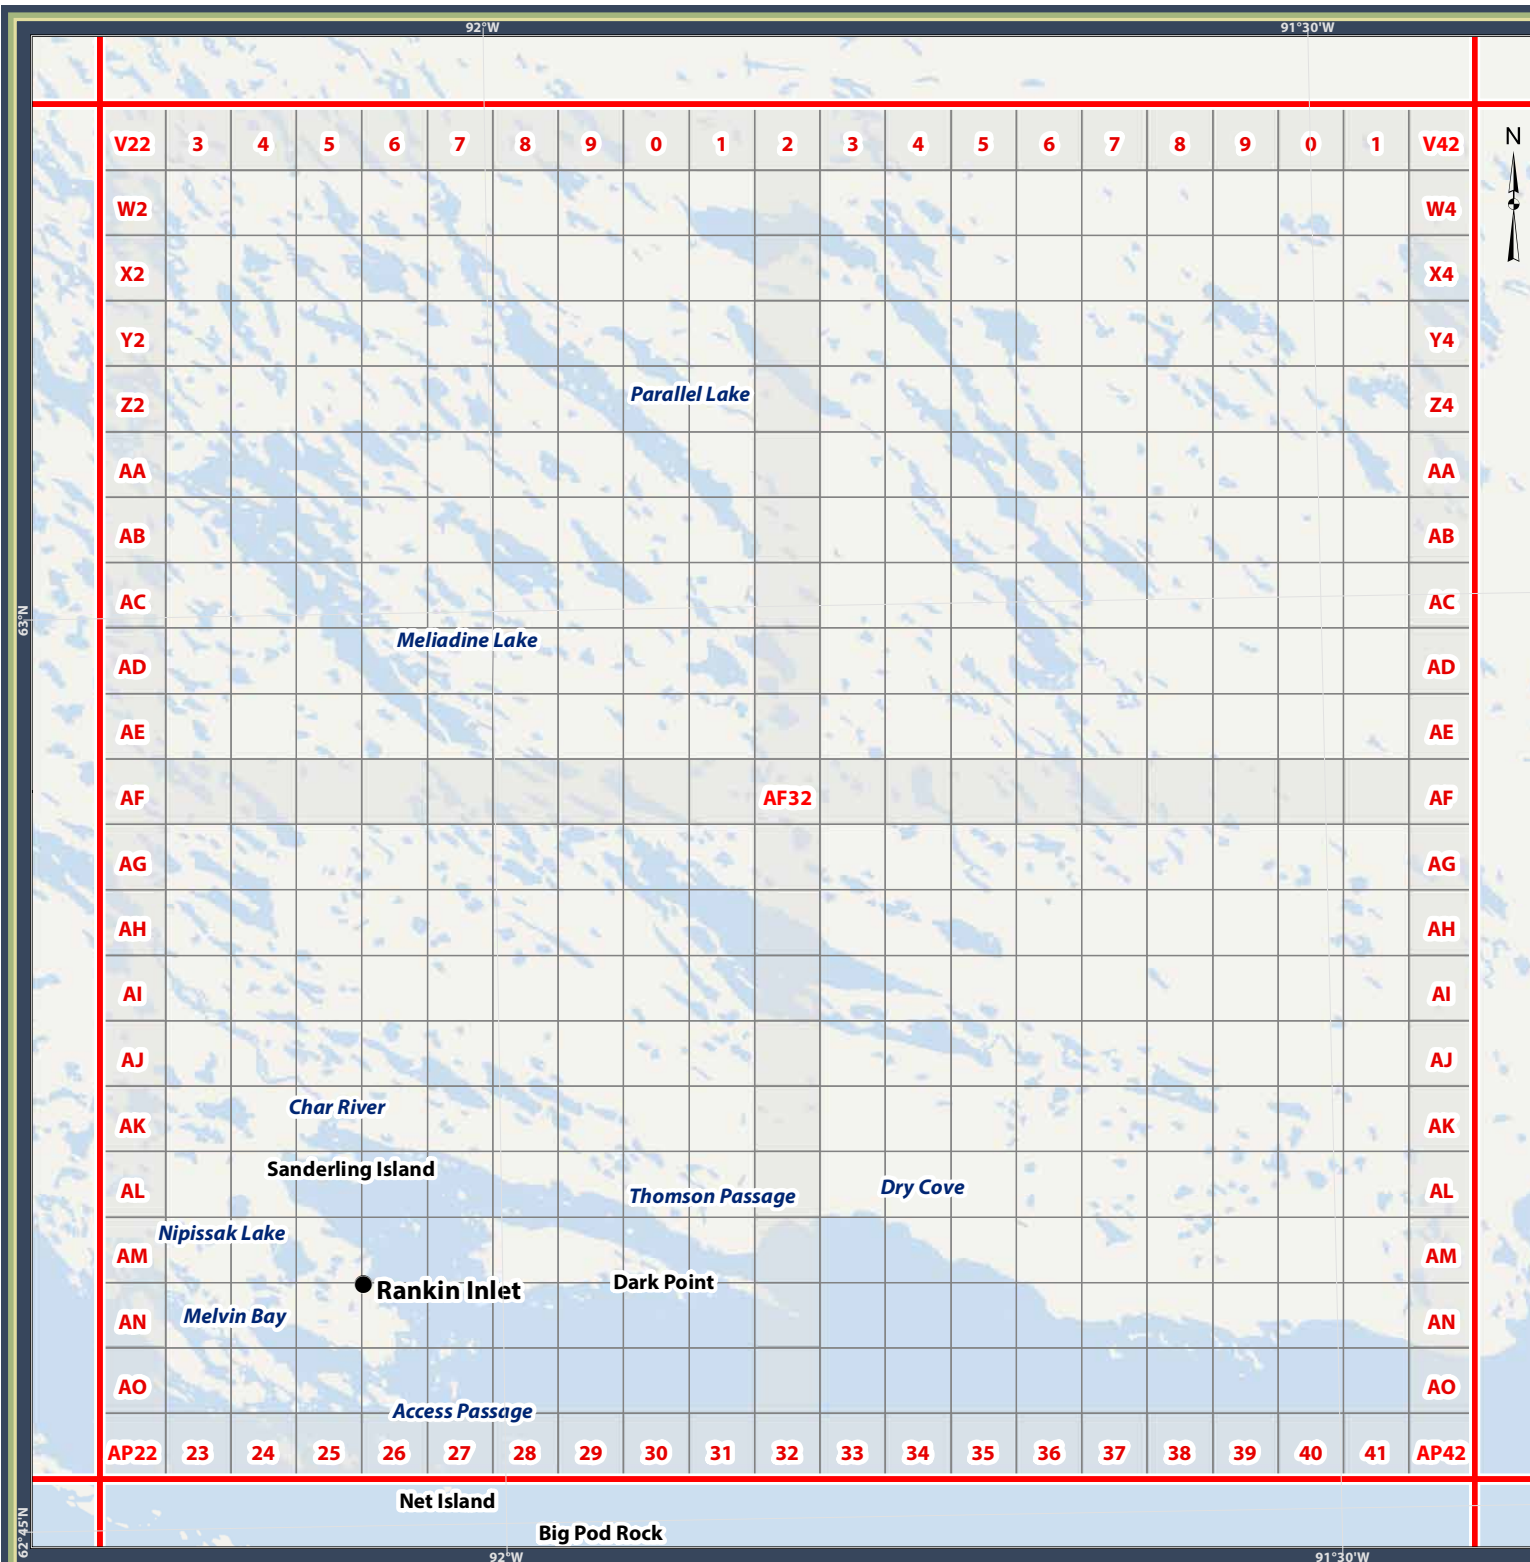 92°W 91°30'W
N
V22 3 4 5 6 7 8 9 0 1 2 3 4 5 6 7 8 9 0 1 V42
W2 W4
X2 X4
Y2 Y4
Parallel Lake
Z2 Z4
AA AA
AB AB
AC AC
63°N
Meliadine Lake
AD AD
AE AE
AF AF32 AF
AG AG
AH AH
AI AI
AJ AJ
Char River
AK AK
Sanderling Island
AL Thomson Passage Dry Cove AL
Nipissak Lake
AM AM
Dark Point
Rankin Inlet
Melvin Bay
AN AN
AO AO
Access Passage
AP22 23 24 25 26 27 28 29 30 31 32 33 34 35 36 37 38 39 40 41 AP42
Net Island
Big Pod Rock
62°45'N
92°W 91°30'W